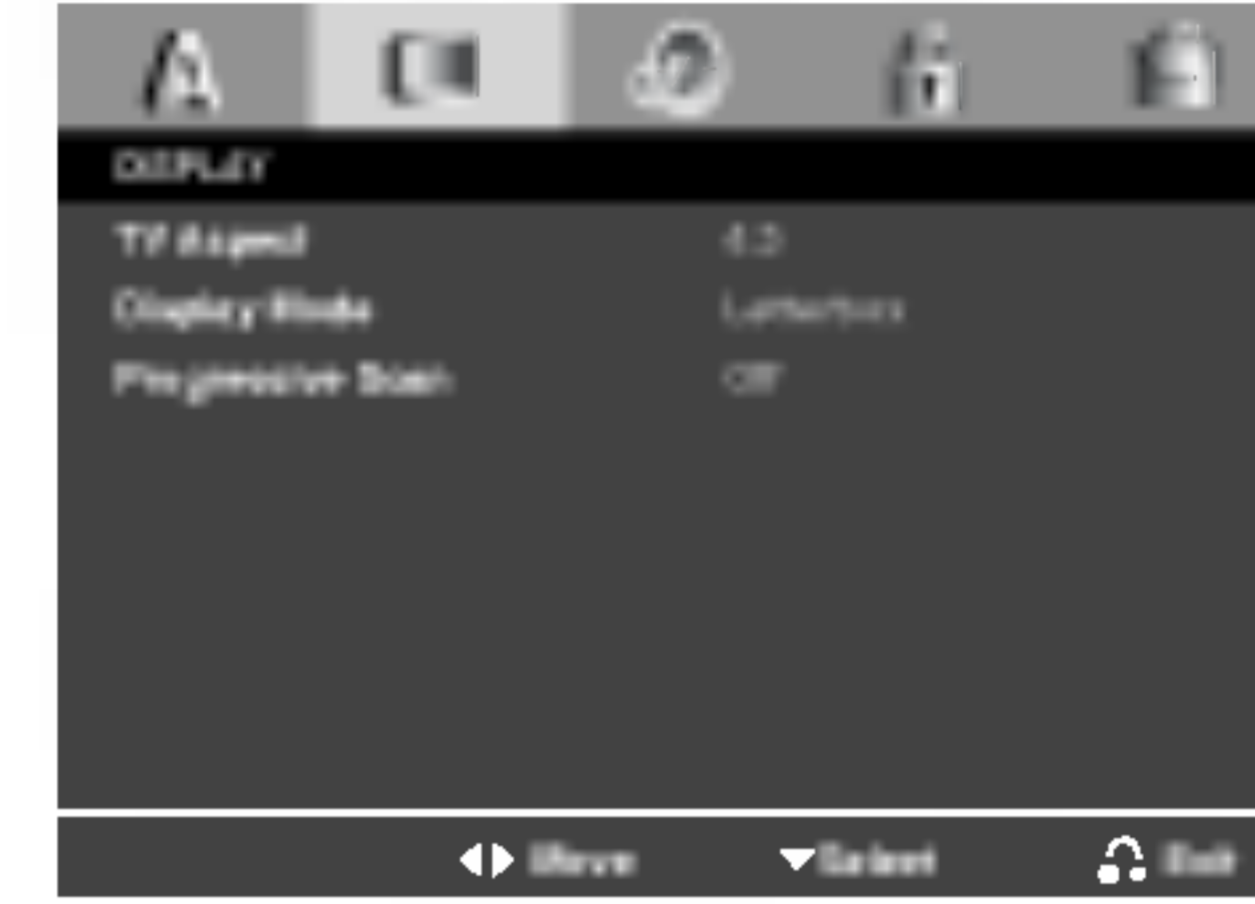 DISPLAY
TV Aspect 4:3
Display Mode Letterbox
Progressive Scan Off
Move Select Exit